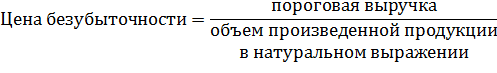 Цена безубыточности = пороговая выручка
объем произведенной продукции
в натуральном выражении